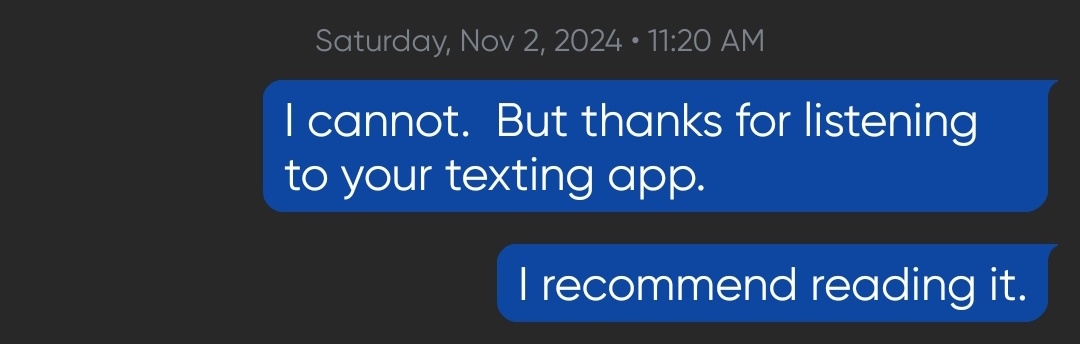 Saturday, Nov 2, 2024 • 11:20 AM
I cannot.  But thanks for listening
to your texting app.
I recommend reading it.